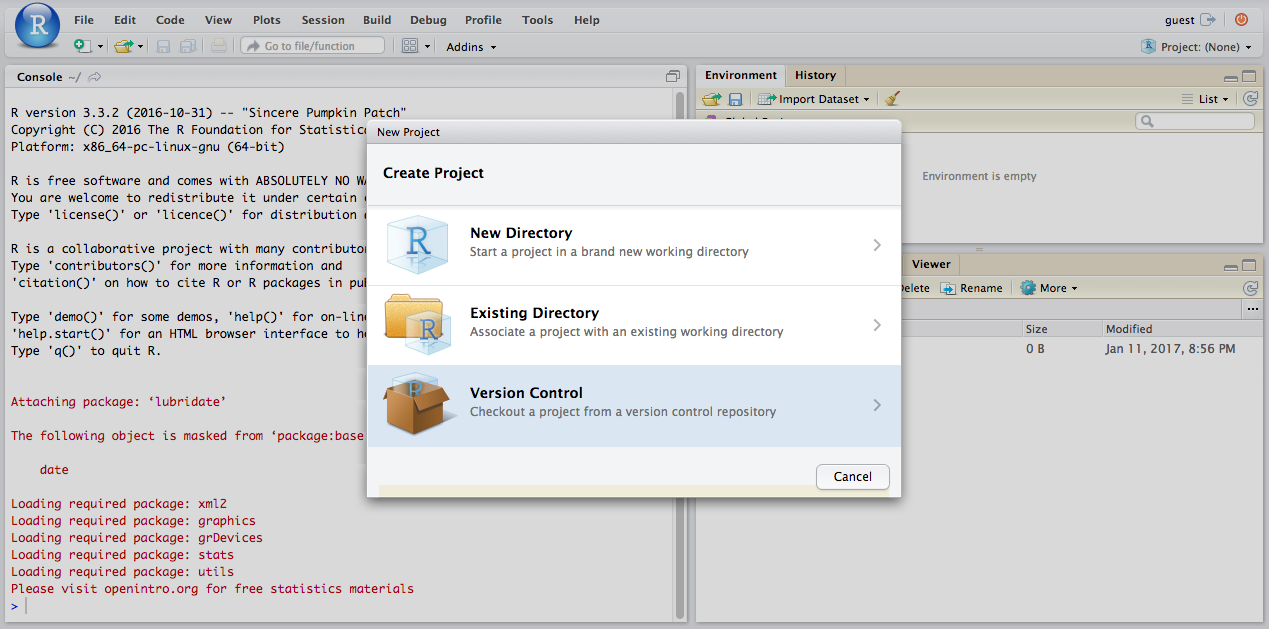 R
File Edit Code View Plots Session Build Debug Profile Tools Help
guest
Go to file/function
Addins
Project: (None)
Console ~/
R version 3.3.2 (2016-10-31) -- "Sincere Pumpkin Patch"
Copyright (C) 2016 The R Foundation for Statistic
Platform: x86_64-pc-linux-gnu (64-bit)
R is free software and comes with ABSOLUTELY NO WA
You are welcome to redistribute it under certain
Type 'license()' or 'licence()' for distribution
R is a collaborative project with many contributor
Type 'contributors()' for more information and
'citation()' on how to cite R or R packages in pu
Type 'demo()' for some demos, 'help()' for on-line
'help.start()' for an HTML browser interface to he
Type 'q()' to quit R.
Attaching package: ‘lubridate’
The following object is masked from ‘package:base
date
Loading required package: xml2
Loading required package: graphics
Loading required package: grDevices
Loading required package: stats
Loading required package: utils
Please visit openintro.org for free statistics materials
>
New Project
Create Project
R
New Directory
Start a project in a brand new working directory
R
Existing Directory
Associate a project with an existing working directory
R
Version Control
Checkout a project from a version control repository
Cancel
Environment History
Import Dataset
List
Environment is empty
Viewer
Delete Rename More
...
Size Modified
0 B Jan 11, 2017, 8:56 PM